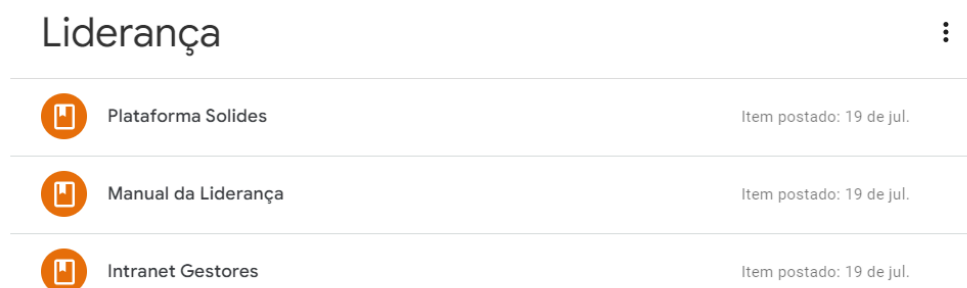 Liderança
Plataforma Solides Item postado: 19 de jul.
Manual da Liderança Item postado: 19 de jul.
Intranet Gestores Item postado: 19 de jul.